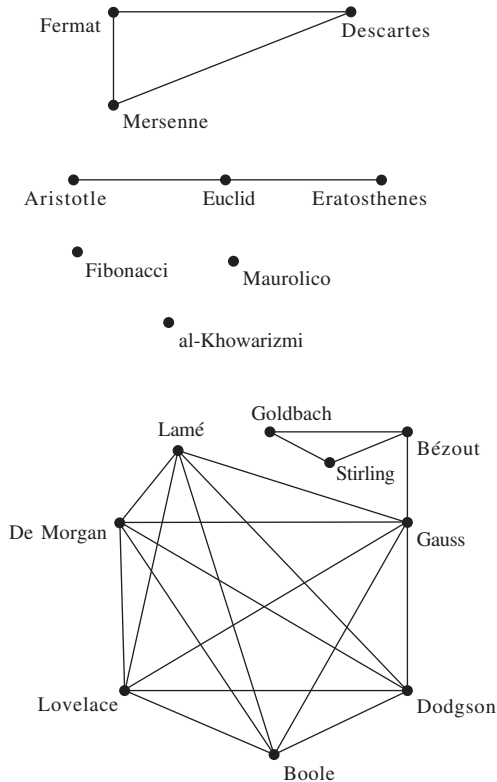 Fermat
Descartes
Mersenne
Aristotle
Euclid
Eratosthenes
Fibonacci
Maurolico
al-Khowarizmi
Goldbach
Lamé
Bézout
Stirling
De Morgan
Gauss
Lovelace
Dodgson
Boole